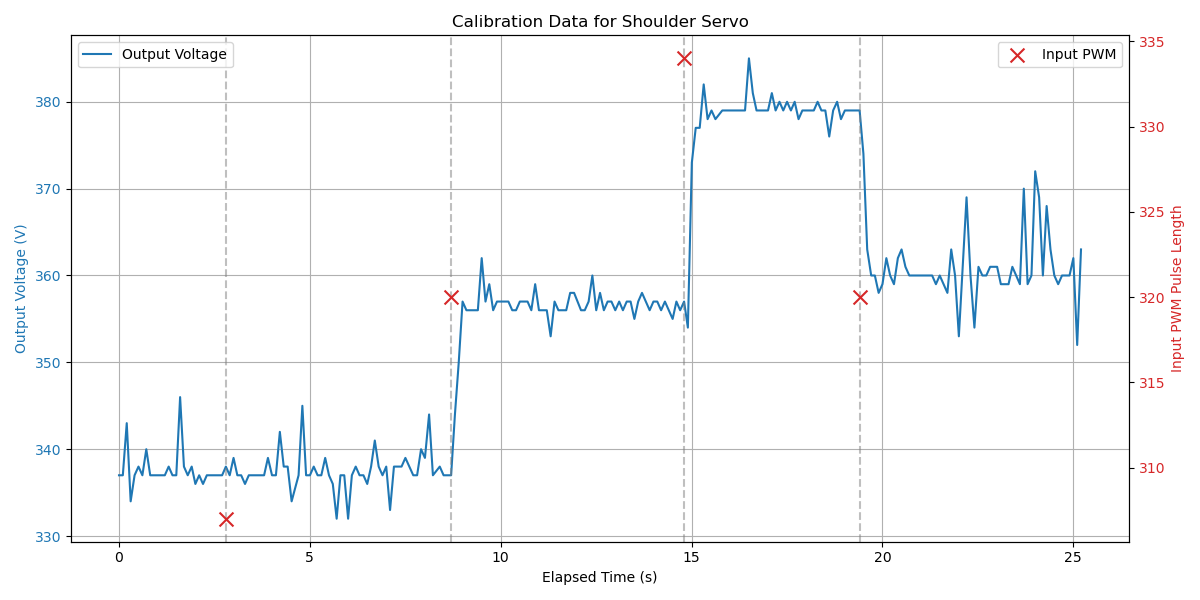 Calibration Data for Shoulder Servo
Output Voltage
Input PWM
Output Voltage (V)
380
370
360
350
340
330
335
330
325
320
315
310
Input PWM Pulse Length
0 5 10 15 20 25
Elapsed Time (s)